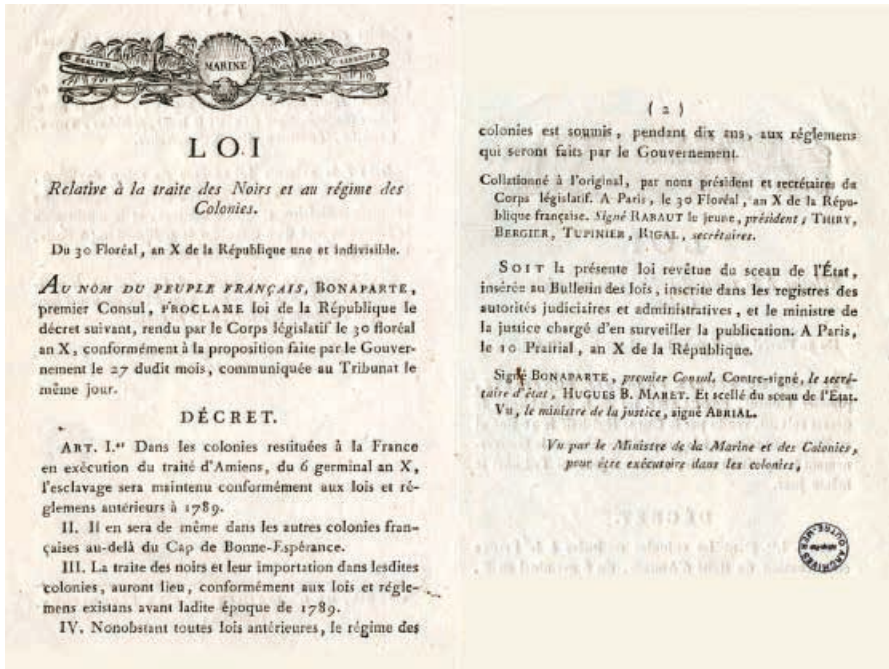 ÉGALITÉ
MARINE
LIBERTÉ
LOI
Relative à la traite des Noirs et au régime des
Colonies.
Du 30 Floréal, an X de la République une et indivisible.
AU NOM DU PEUPLE FRANÇAIS, BONAPARTE,
premier Consul, PROCLAME loi de la République le
décret suivant, rendu par le Corps législatif le 30 floréal
an X, conformément à la proposition faite par le Gouver-
nement le 27 dudit mois, communiquée au Tribunat le
même jour.
DÉCRET.
ART. I.er Dans les colonies restituées à la France
en exécution du traité d'Amiens, du 6 germinal an X,
l'esclavage sera maintenu conformément aux lois et ré-
glemens antérieurs à 1789.
II. Il en sera de même dans les autres colonies fran-
çaises au-delà du Cap de Bonne-Espérance.
III. La traite des noirs et leur importation dans lesdites
colonies, auront lieu, conformément aux lois et régle-
mens existans avant ladite époque de 1789.
IV. Nonobstant toutes lois antérieures, le régime des
( 2 )
colonies est soumis, pendant dix ans, aux réglemens
qui seront faits par le Gouvernement.
Collationné à l'original, par nous président et secrétaires du
Corps législatif. A Paris, le 30 Floréal, an X de la Répu-
blique française. Signé RABAUT le jeune, président; THIRY,
BERGIER, TUPINIER, RIGAL, secrétaires.
SOIT la présente loi revêtue du sceau de l'État,
insérée au Bulletin des lois, inscrite dans les registres des
autorités judiciaires et administratives, et le ministre de
la justice chargé d'en surveiller la publication. A Paris,
le 10 Prairial, an X de la République.
Signé BONAPARTE, premier Consul. Contre-signé, le secré-
taire d'état, HUGUES B. MARET. Et scellé du sceau de l'État.
Vu, le ministre de la justice, signé ABRIAL.
Vu par le Ministre de la Marine et des Colonies,
pour être exécutoire dans les colonies,
ARCHIVES
OUTRE-MER